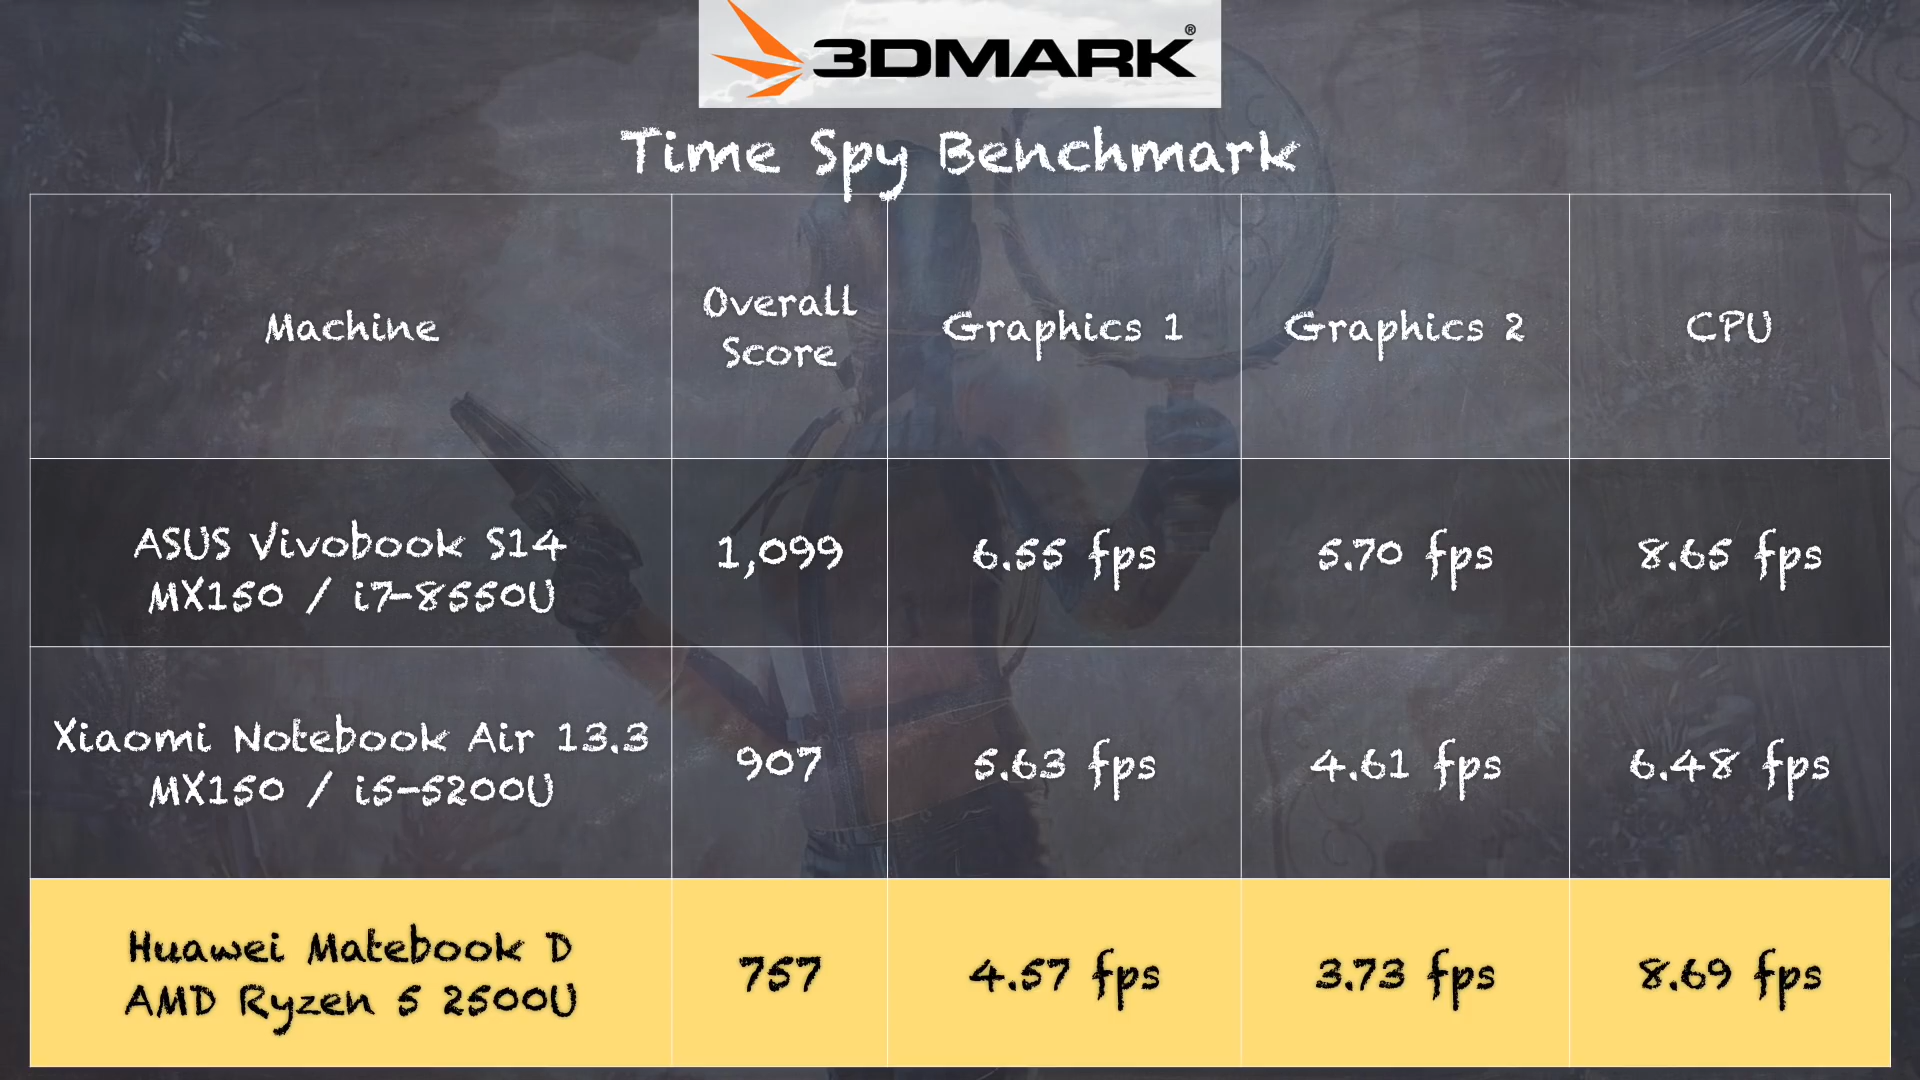 3DMARK®
Time Spy Benchmark
Machine
Overall
Score
Graphics 1
Graphics 2
CPU
ASUS Vivobook S14
MX150 / i7-8550U
1,099
6.55 fps
5.70 fps
8.65 fps
Xiaomi Notebook Air 13.3
MX150 / i5-5200U
907
5.63 fps
4.61 fps
6.48 fps
Huawei Matebook D
AMD Ryzen 5 2500U
757
4.57 fps
3.73 fps
8.69 fps